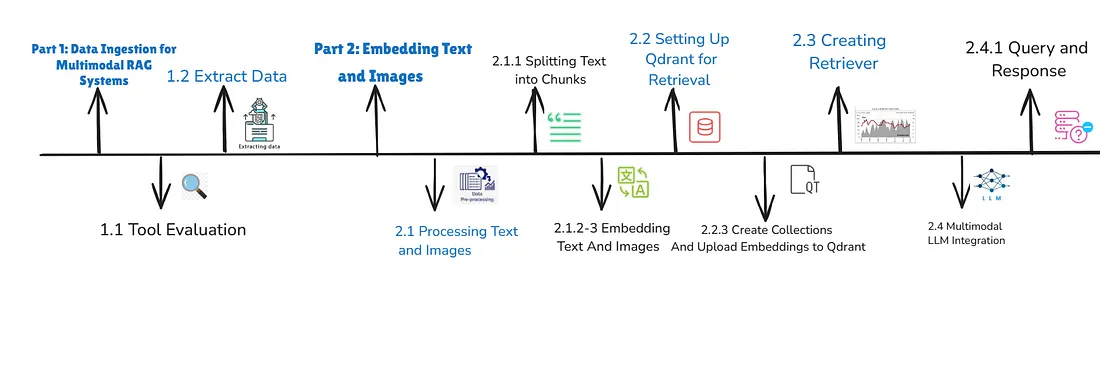 Part 1: Data Ingestion for
Multimodal RAG
Systems
1.1 Tool Evaluation
1.2 Extract Data
Extracting data
Part 2: Embedding Text
and Images
2.1 Processing Text
and Images
Data
Pre-processing
2.1.1 Splitting Text
into Chunks
2.1.2-3 Embedding
Text And Images
文
A
2.2 Setting Up
Qdrant for
Retrieval
2.2.3 Create Collections
And Upload Embeddings to Qdrant
QT
2.3 Creating
Retriever
2.4 Multimodal
LLM Integration
LLM
2.4.1 Query and
Response
?